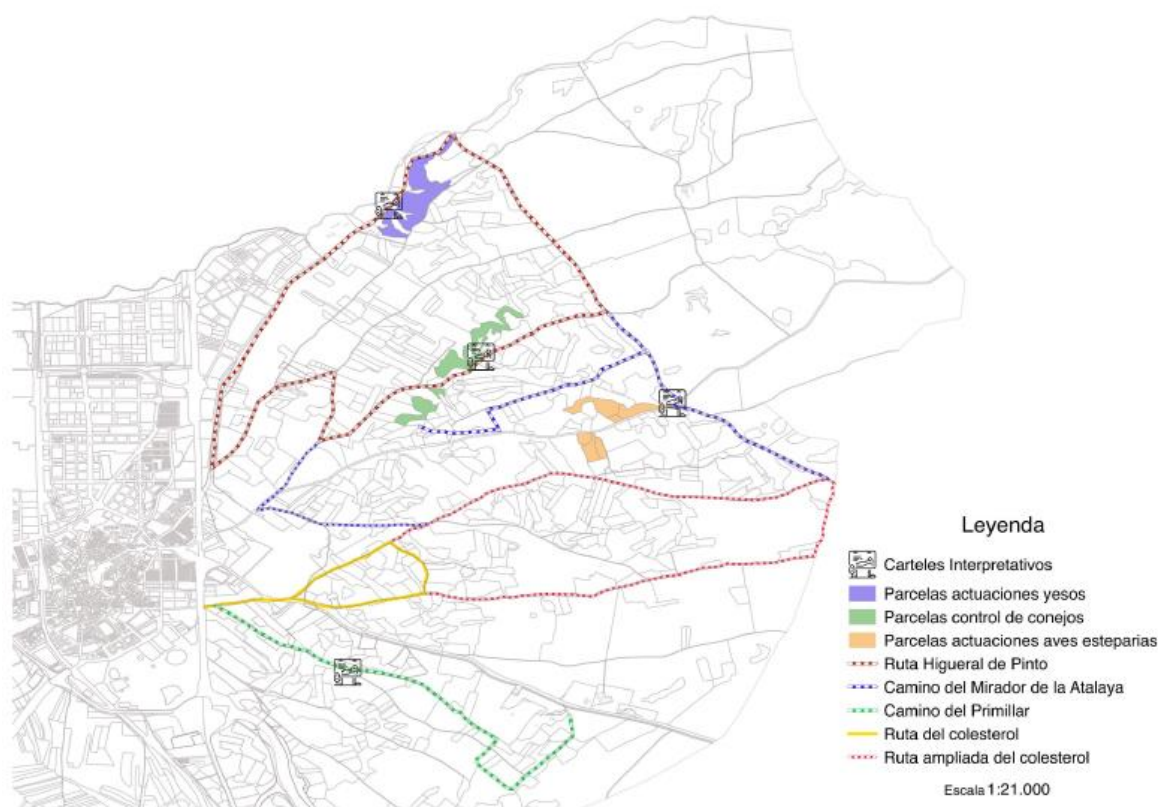 Leyenda
Carteles Interpretativos
Parcelas actuaciones yesos
Parcelas control de conejos
Parcelas actuaciones aves esteparias
Ruta Higueral de Pinto
Camino del Mirador de la Atalaya
Camino del Primillar
Ruta del colesterol
Ruta ampliada del colesterol
Escala 1:21.000